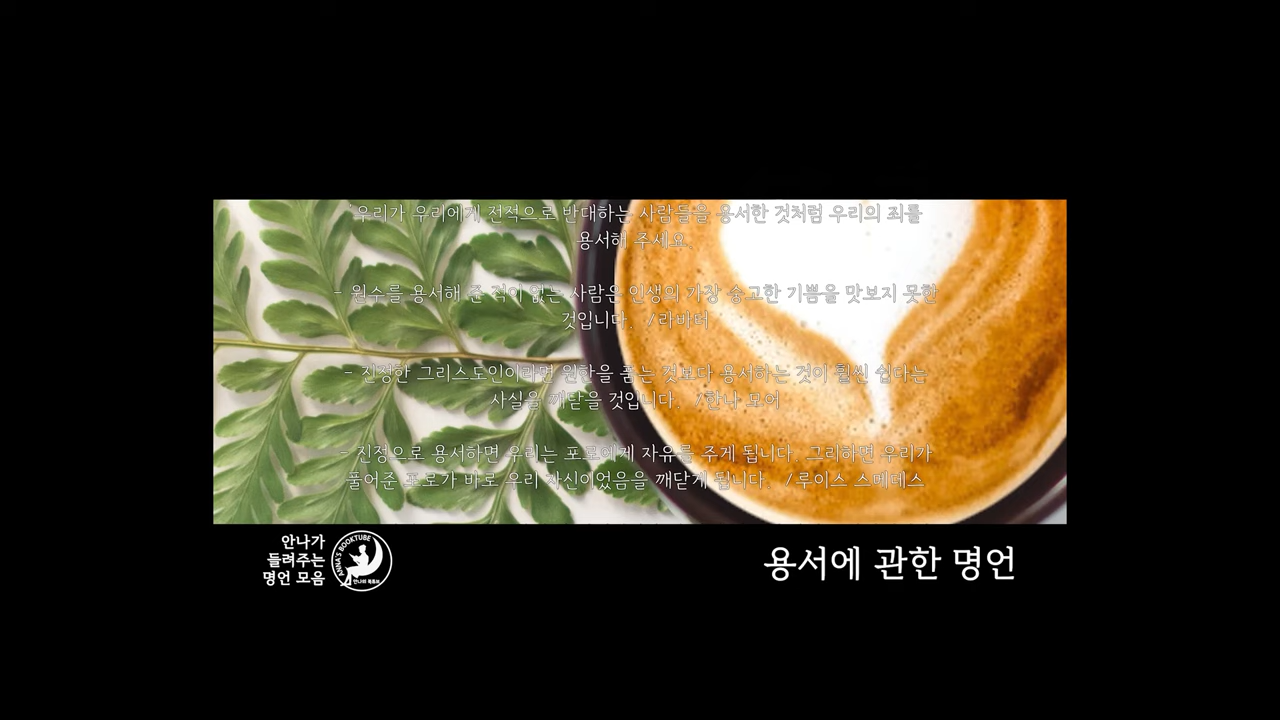 "우리가 우리에게 전적으로 반대하는 사람들을 용서한 것처럼 우리의 죄를
용서해 주세요.
- 원수를 용서해 준 적이 없는 사람은 인생의 가장 숭고한 기쁨을 맛보지 못한
것입니다. /라바터
- 진정한 그리스도인이라면 원한을 품는 것보다 용서하는 것이 훨씬 쉽다는
사실을 깨닫을 것입니다. /한나 모어
- 진정으로 용서하면 우리는 포로에게 자유를 주게 됩니다. 그리하면 우리가
풀어준 포로가 바로 우리 자신이었음을 깨닫게 됩니다. /루이스 스메데스
안나가
들려주는
명언 모음
ANNA'S BOOKTUBE
안나의 북튜브
용서에 관한 명언